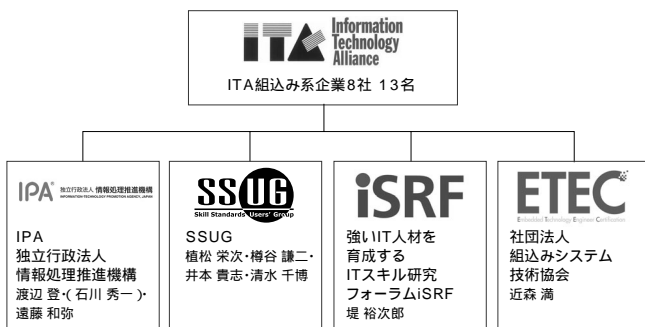 ITA
Information
Technology
Alliance
ITA組込み系企業8社 13名
IPA
独立行政法人 情報処理推進機構
INFORMATION-TECHNOLOGY PROMOTION AGENCY, JAPAN
IPA
独立行政法人
情報処理推進機構
渡辺 登・(石川 秀一)・
遠藤 和弥
SSUG
Skill Standards Users' Group
SSUG
植松 栄次・樽谷 謙二・
井本 貴志・清水 千博
iSRF
強いIT人材を
育成する
ITスキル研究
フォーラムiSRF
堤 裕次郎
ETEC
Embedded Technology Engineer Certification
社団法人
組込みシステム
技術協会
近森 満